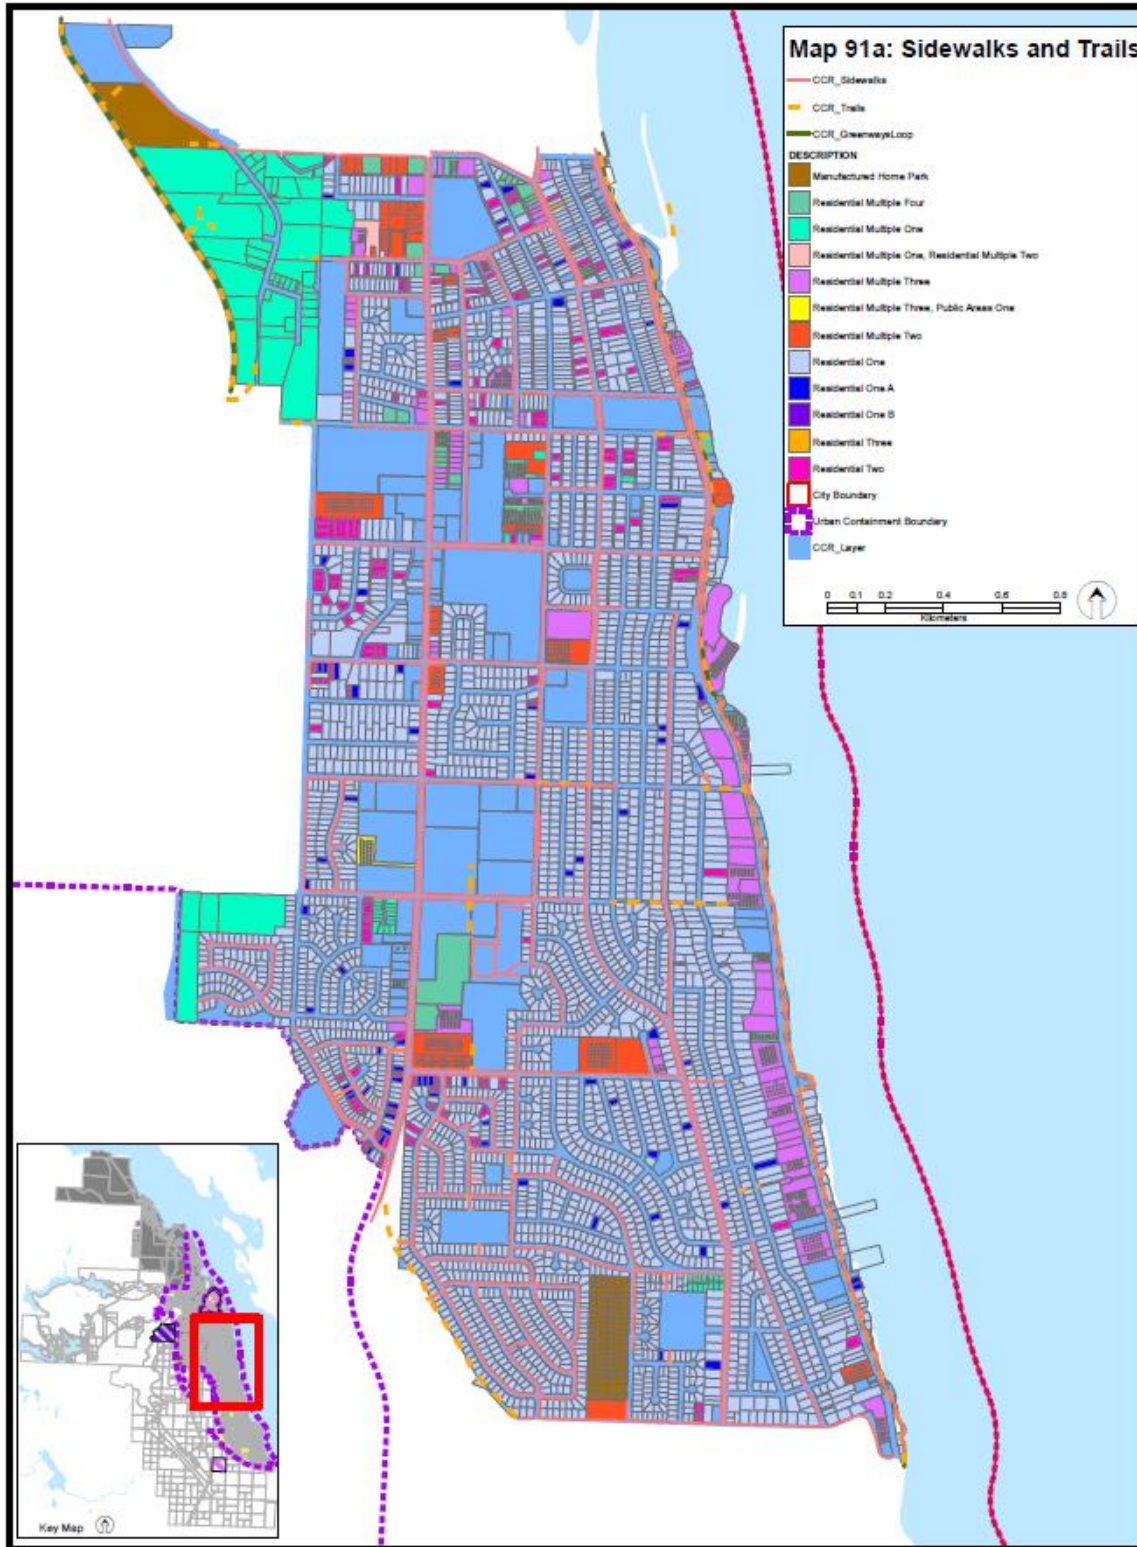 Map 91a: Sidewalks and Trails
CCR_Sidewalks
CCR_Trails
CCR_GreenwaysLoop
DESCRIPTION
Manufactured Home Park
Residential Multiple Four
Residential Multiple One
Residential Multiple One, Residential Multiple Two
Residential Multiple Three
Residential Multiple Three, Public Areas One
Residential Multiple Two
Residential One
Residential One A
Residential One B
Residential Three
Residential Two
City Boundary
Urban Containment Boundary
CCR_Layer
0 0.1 0.2 0.4 0.6 0.8
Kilometers
Key Map